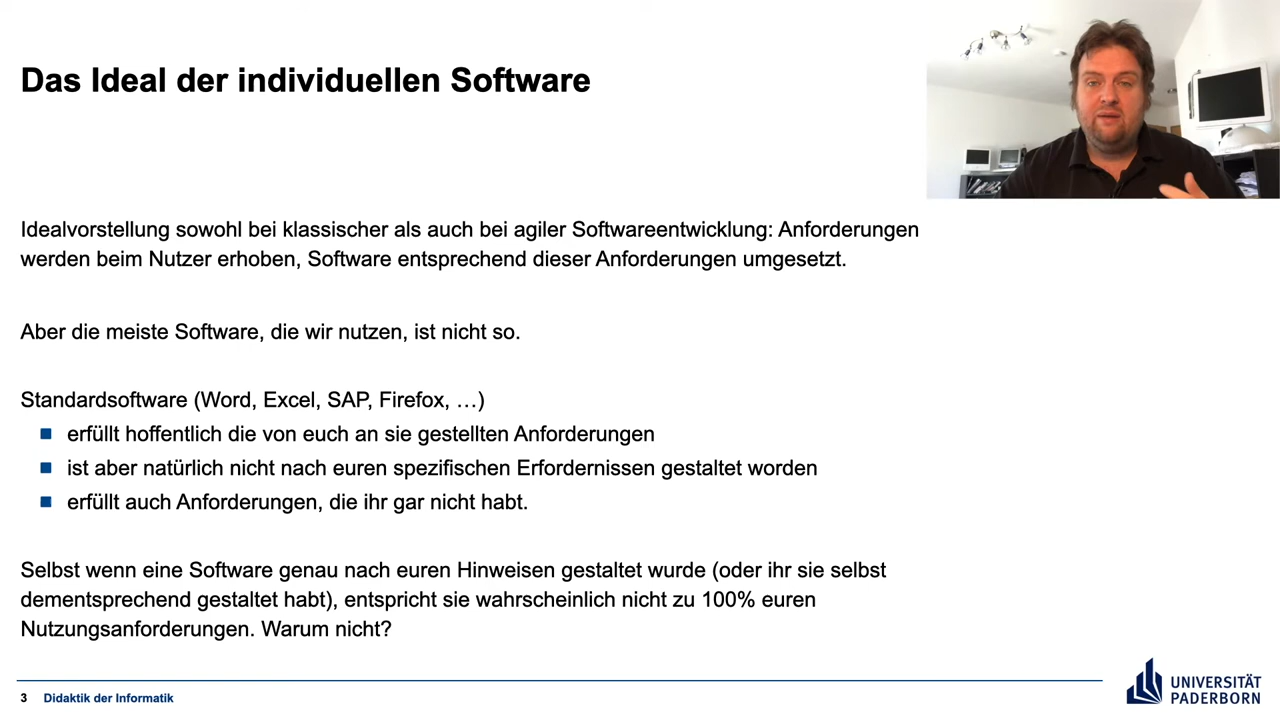 Das Ideal der individuellen Software
Idealvorstellung sowohl bei klassischer als auch bei agiler Softwareentwicklung: Anforderungen
werden beim Nutzer erhoben, Software entsprechend dieser Anforderungen umgesetzt.
Aber die meiste Software, die wir nutzen, ist nicht so.
Standardsoftware (Word, Excel, SAP, Firefox, …)
erfüllt hoffentlich die von euch an sie gestellten Anforderungen
ist aber natürlich nicht nach euren spezifischen Erfordernissen gestaltet worden
erfüllt auch Anforderungen, die ihr gar nicht habt.
Selbst wenn eine Software genau nach euren Hinweisen gestaltet wurde (oder ihr sie selbst
dementsprechend gestaltet habt), entspricht sie wahrscheinlich nicht zu 100% euren
Nutzungsanforderungen. Warum nicht?
3 Didaktik der Informatik
UNIVERSITÄT
PADERBORN